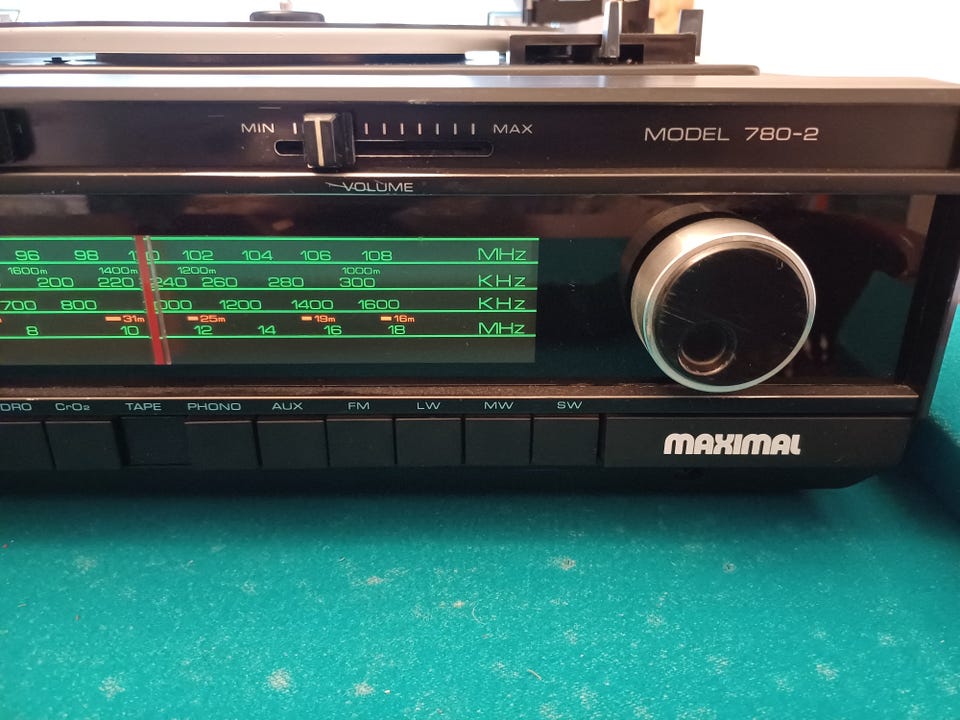 MIN MAX MODEL 780-2
VOLUME
96 98 102 104 106 108 MHz
1600m 1400m 1200m 1000m
200 220 240 260 280 300 KHz
700 800 1000 1200 1400 1600 KHz
31m 25m 19m 16m
8 10 12 14 16 18 MHz
CrO2 TAPE PHONO AUX FM LW MW SW
MAXIMAL